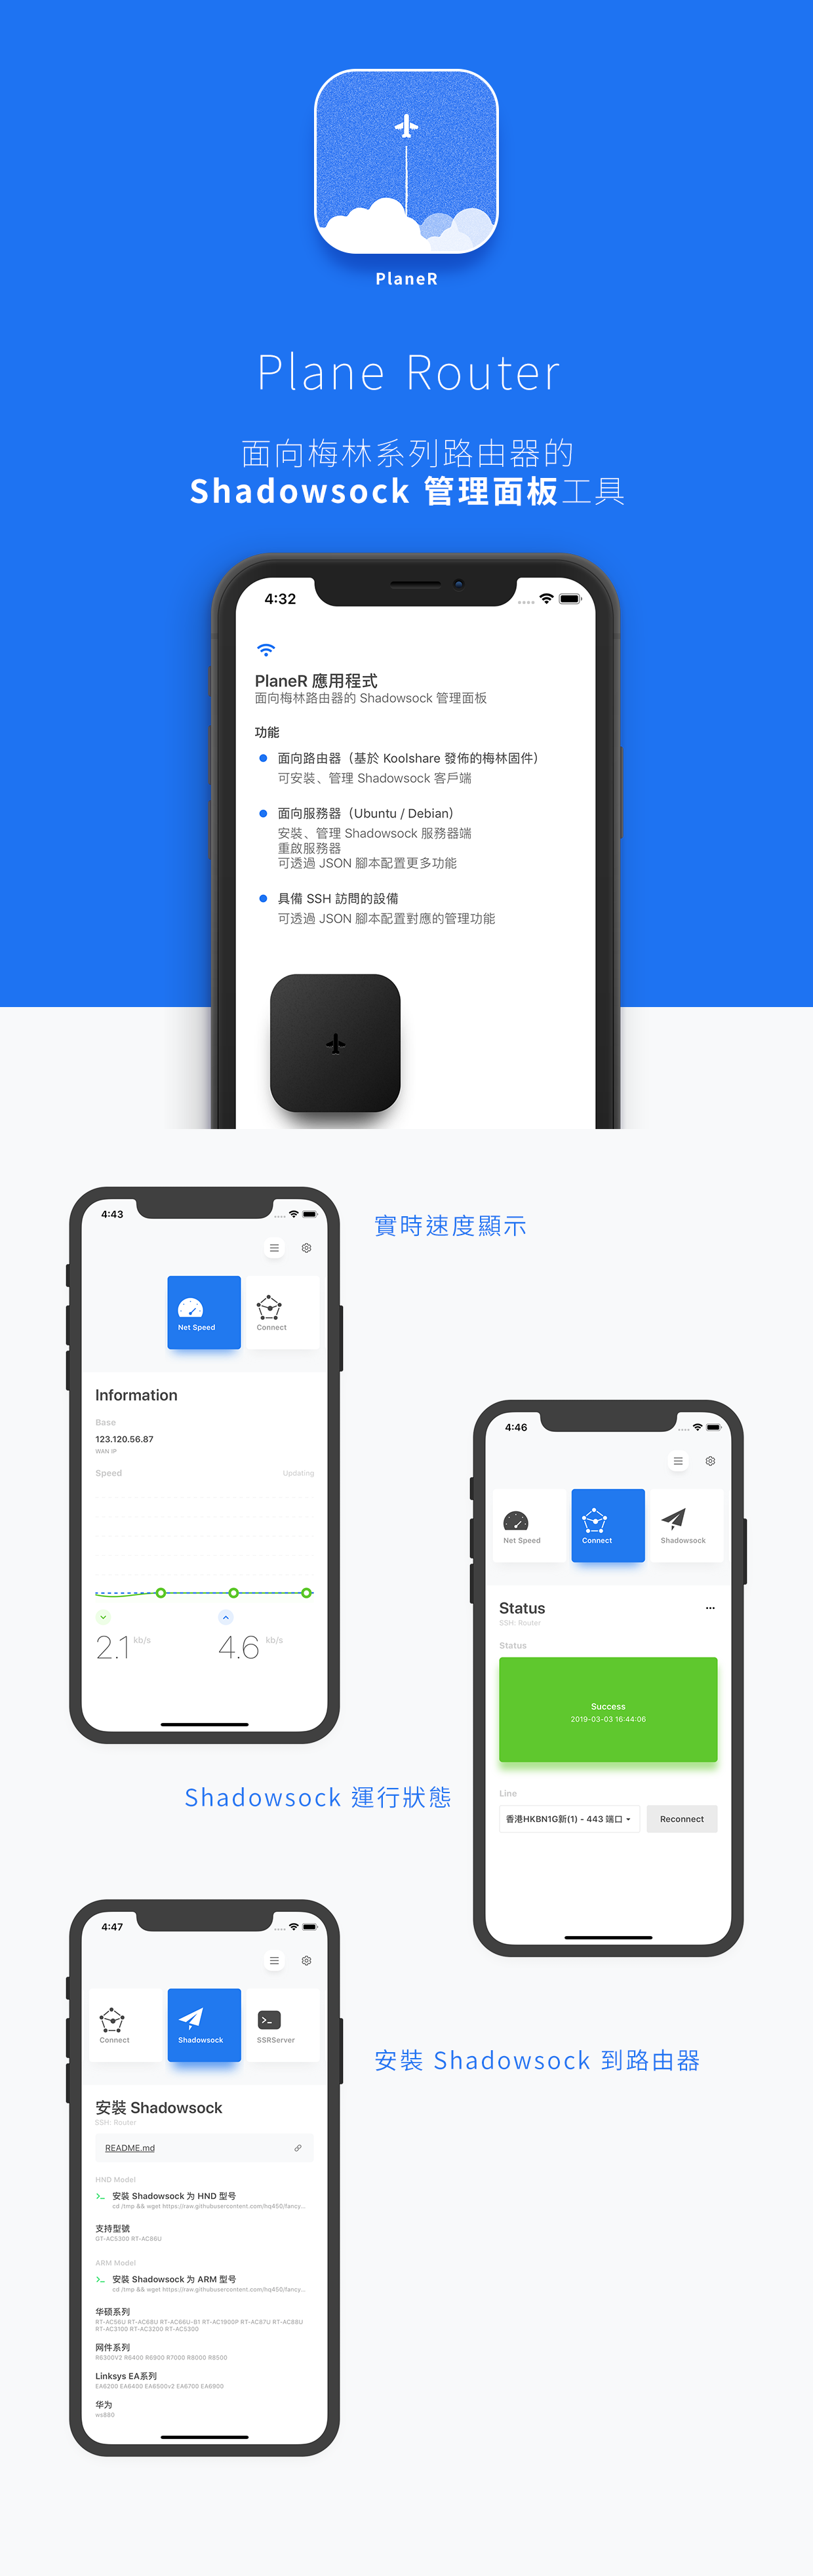 PlaneR
Plane Router
面向梅林系列路由器的
Shadowsock 管理面板工具
4:32
PlaneR 應用程式
面向梅林路由器的 Shadowsock 管理面板
功能
面向路由器（基於 Koolshare 發佈的梅林固件）
可安裝、管理 Shadowsock 客戶端
面向服務器（Ubuntu / Debian）
安裝、管理 Shadowsock 服務器端
重啟服務器
可透過 JSON 腳本配置更多功能
具備 SSH 訪問的設備
可透過 JSON 腳本配置對應的管理功能
4:43
Net Speed
Connect
Information
Base
123.120.56.87
WAN IP
Speed
Updating
2.1 kb/s
4.6 kb/s
實時速度顯示
4:46
Net Speed
Connect
Shadowsock
Status
SSH: Router
Status
Success
2019-03-03 16:44:06
Line
香港HKBN1G新(1) - 443 端口
Reconnect
Shadowsock 運行狀態
4:47
Connect
Shadowsock
SSRServer
安裝 Shadowsock
SSH: Router
README.md
HND Model
安裝 Shadowsock 为 HND 型号
cd /tmp && wget https://raw.githubusercontent.com/hq450/fancy...
支持型號
GT-AC5300 RT-AC86U
ARM Model
安裝 Shadowsock 为 ARM 型号
cd /tmp && wget https://raw.githubusercontent.com/hq450/fancy...
华硕系列
RT-AC56U RT-AC68U RT-AC66U-B1 RT-AC1900P RT-AC87U RT-AC88U
RT-AC3100 RT-AC3200 RT-AC5300
网件系列
R6300V2 R6400 R6900 R7000 R8000 R8500
Linksys EA系列
EA6200 EA6400 EA6500v2 EA6700 EA6900
华为
ws880
安裝 Shadowsock 到路由器